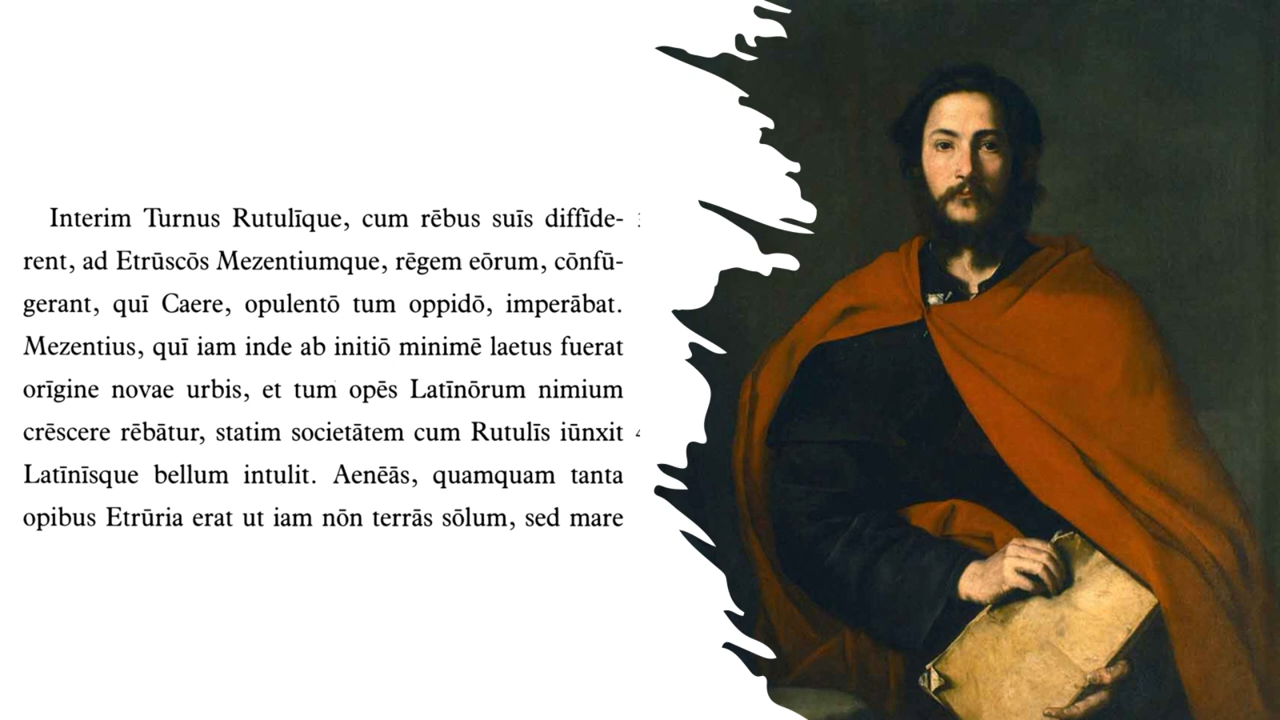 Interim Turnus Rutulīque, cum rēbus suīs diffīde-
rent, ad Etrūscōs Mezentiumque, rēgem eōrum, cōnfū-
gerant, quī Caere, opulentō tum oppidō, imperābat.
Mezentius, quī iam inde ab initiō minimē laetus fuerat
orīgine novae urbis, et tum opēs Latīnōrum nimium
crēscere rēbātur, statim societātem cum Rutulīs iūnxit
Latīnīsque bellum intulit. Aenēās, quamquam tanta
opibus Etrūria erat ut iam nōn terrās sōlum, sed mare